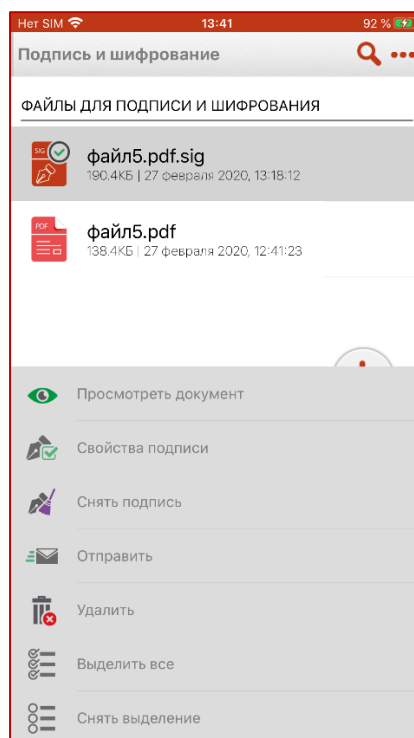 Нет SIM 13:41 92 %
Подпись и шифрование
ФАЙЛЫ ДЛЯ ПОДПИСИ И ШИФРОВАНИЯ
SIG
файл5.pdf.sig
190.4КБ | 27 февраля 2020, 13:18:12
PDF
файл5.pdf
138.4КБ | 27 февраля 2020, 12:41:23
Просмотреть документ
Свойства подписи
Снять подпись
Отправить
Удалить
Выделить все
Снять выделение